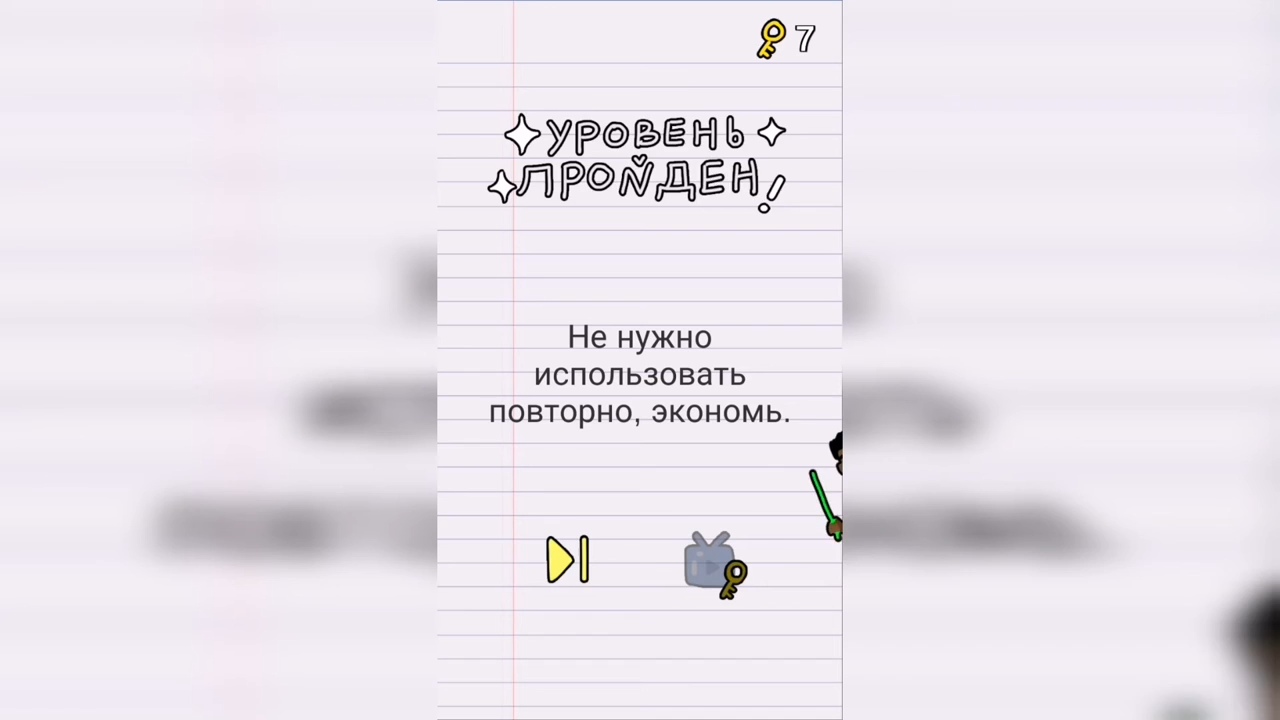 7
УРОВЕНЬ
ПРОЙДЕН!
Не нужно
использовать
повторно, экономь.